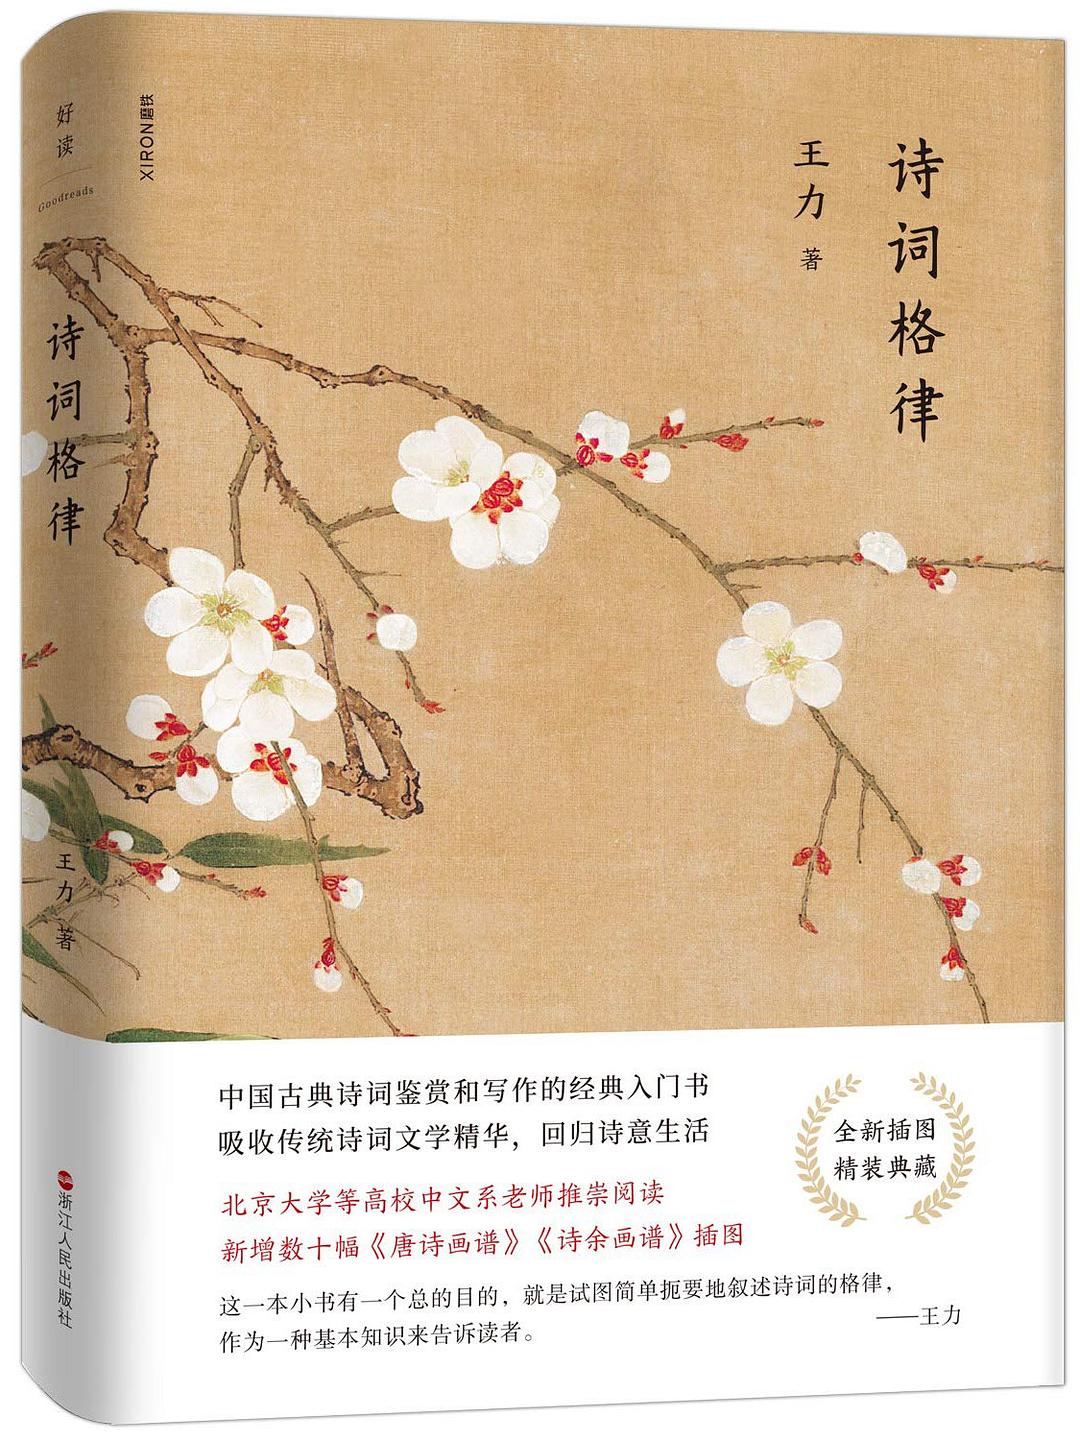 好读
Goodreads
诗词格律
王力 著
浙江人民出版社
XIRON磨铁
诗词格律
王力 著
中国古典诗词鉴赏和写作的经典入门书
吸收传统诗词文学精华，回归诗意生活
北京大学等高校中文系老师推崇阅读
新增数十幅《唐诗画谱》《诗余画谱》插图
这一本小书有一个总的目的，就是试图简单扼要地叙述诗词的格律，
作为一种基本知识来告诉读者。
——王力
全新插图
精装典藏